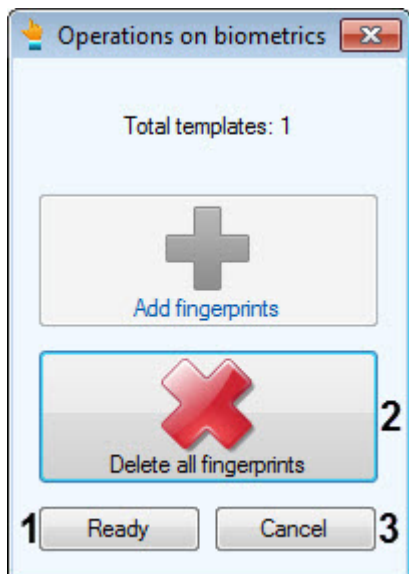 Operations on biometrics
Total templates: 1
Add fingerprints
2
Delete all fingerprints
1 Ready Cancel 3